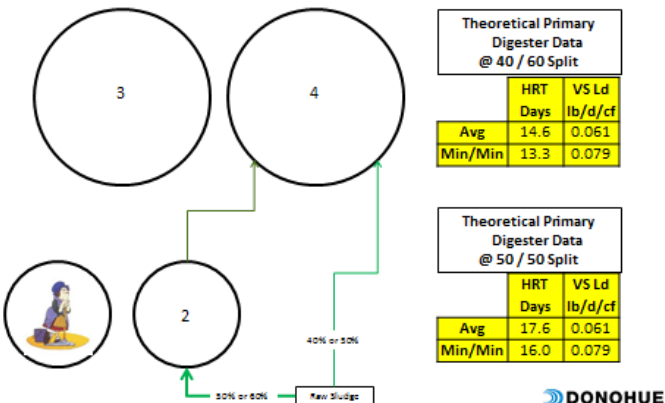 3
4
2
40% or 50%
50% or 60%
Raw Sludge
Theoretical Primary
Digester Data
@ 40 / 60 Split
HRT VS Ld
Days lb/d/cf
Avg 14.6 0.061
Min/Min 13.3 0.079
Theoretical Primary
Digester Data
@ 50 / 50 Split
HRT VS Ld
Days lb/d/cf
Avg 17.6 0.061
Min/Min 16.0 0.079
DONOHUE